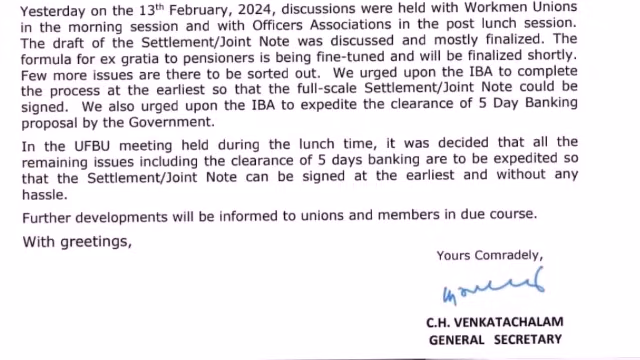 Yesterday on the 13th February, 2024, discussions were held with Workmen Unions
in the morning session and with Officers Associations in the post lunch session.
The draft of the Settlement/Joint Note was discussed and mostly finalized. The
formula for ex gratia to pensioners is being fine-tuned and will be finalized shortly.
Few more issues are there to be sorted out. We urged upon the IBA to complete
the process at the earliest so that the full-scale Settlement/Joint Note could be
signed. We also urged upon the IBA to expedite the clearance of 5 Day Banking
proposal by the Government.
In the UFBU meeting held during the lunch time, it was decided that all the
remaining issues including the clearance of 5 days banking are to be expedited so
that the Settlement/Joint Note can be signed at the earliest and without any
hassle.
Further developments will be informed to unions and members in due course.
With greetings,
Yours Comradely,
C.H. VENKATACHALAM
GENERAL SECRETARY